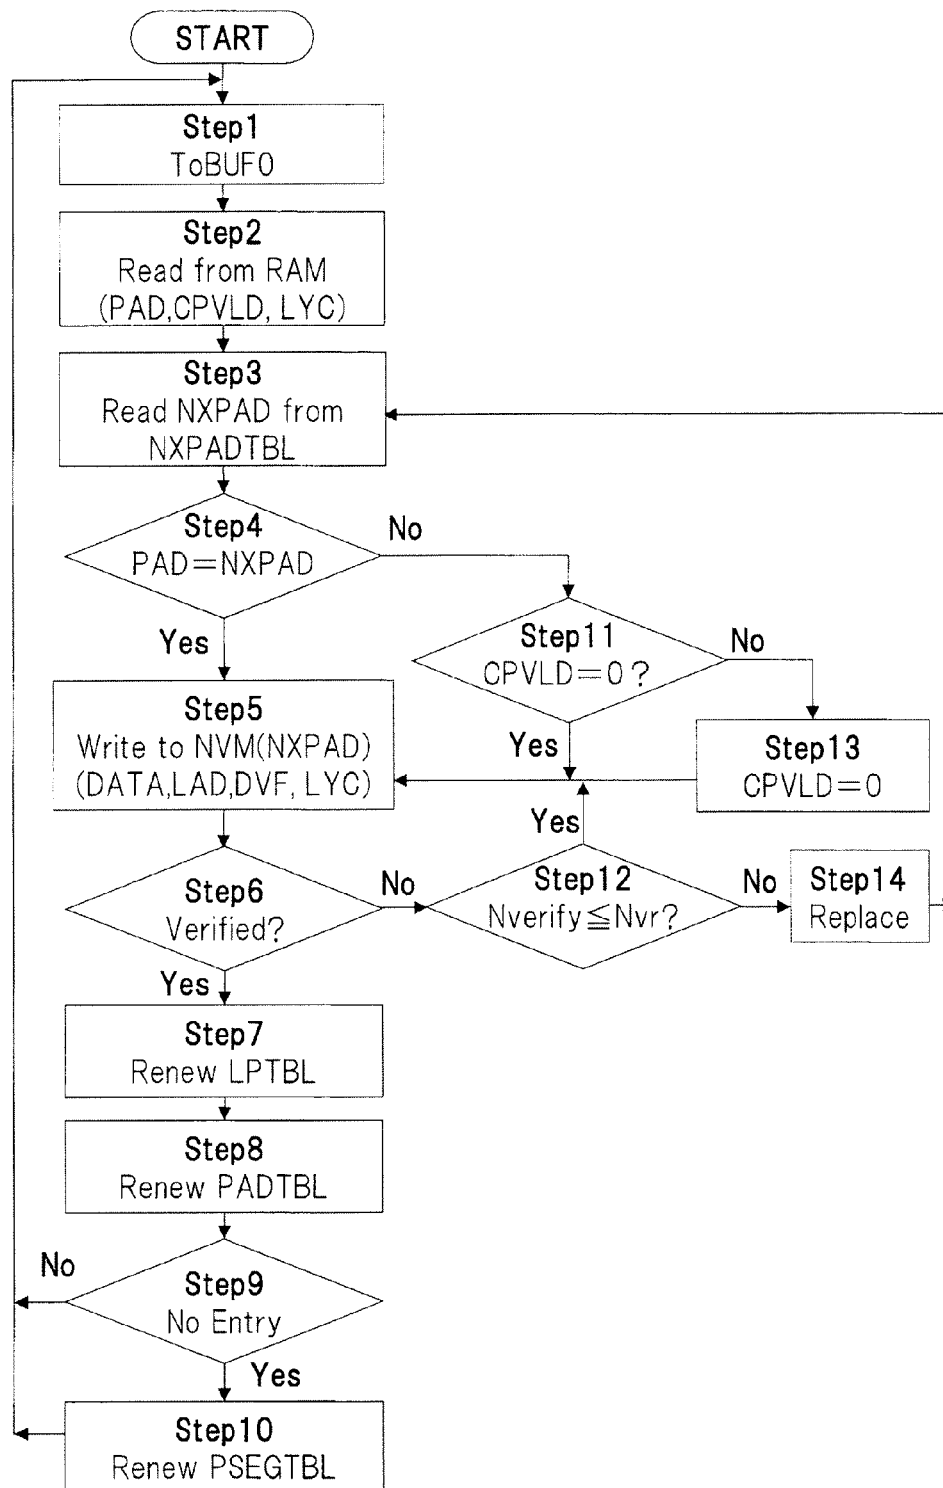 START
Step1
ToBUF0
Step2
Read from RAM
(PAD,CPVLD, LYC)
Step3
Read NXPAD from
NXPADTBL
Step4
PAD=NXPAD
No
Yes
Step11
CPVLD=0?
No
Yes
Step13
CPVLD=0
Step5
Write to NVM(NXPAD)
(DATA,LAD,DVF, LYC)
Step6
Verified?
No
Yes
Step12
Nverify≦Nvr?
Yes
No
Step14
Replace
Step7
Renew LPTBL
Step8
Renew PADTBL
Step9
No Entry
No
Yes
Step10
Renew PSEGTBL